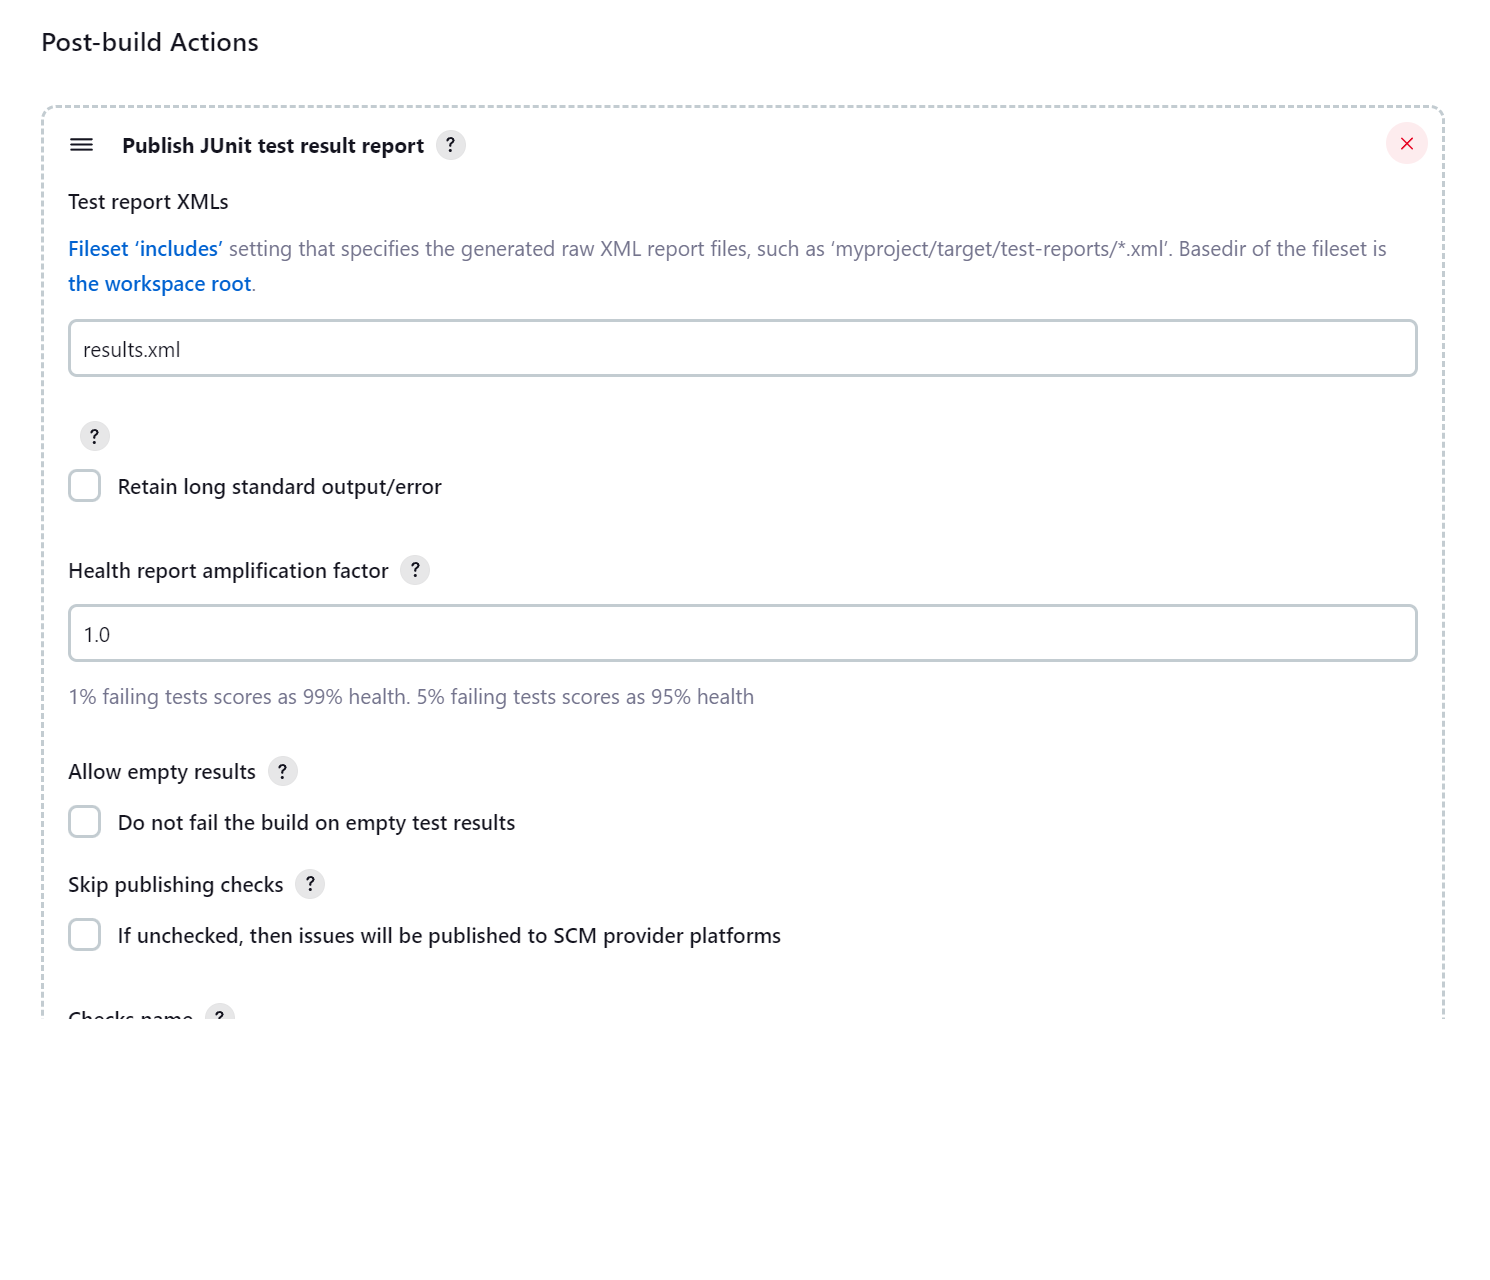 Post-build Actions
Publish JUnit test result report ?
Test report XMLs
Fileset ‘includes’ setting that specifies the generated raw XML report files, such as ‘myproject/target/test-reports/*.xml’. Basedir of the fileset is
the workspace root.
results.xml
?
Retain long standard output/error
Health report amplification factor ?
1.0
1% failing tests scores as 99% health. 5% failing tests scores as 95% health
Allow empty results ?
Do not fail the build on empty test results
Skip publishing checks ?
If unchecked, then issues will be published to SCM provider platforms
Checks name ?